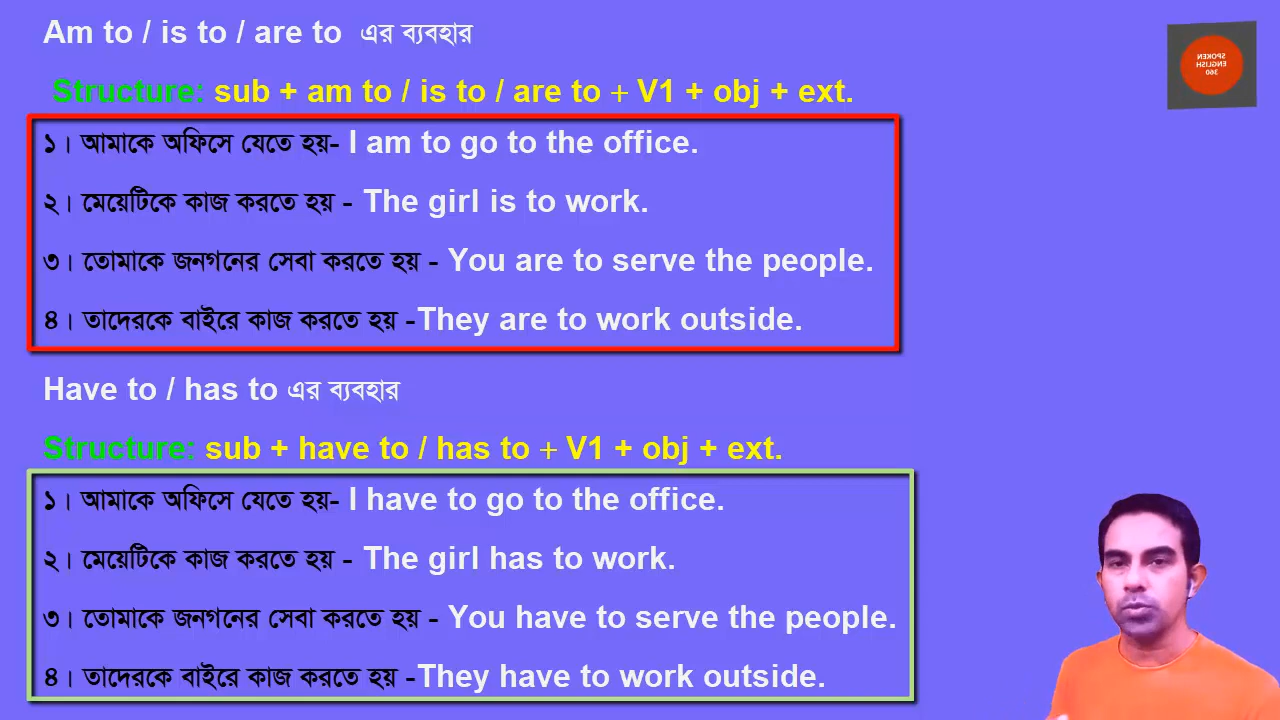 Am to / is to / are to এর ব্যবহার
SPOKEN
ENGLISH
360
Structure: sub + am to / is to / are to + V1 + obj + ext.
১। আমাকে অফিসে যেতে হয়- I am to go to the office.
২। মেয়েটিকে কাজ করতে হয় - The girl is to work.
৩। তোমাকে জনগনের সেবা করতে হয় - You are to serve the people.
৪। তাদেরকে বাইরে কাজ করতে হয় -They are to work outside.
Have to / has to এর ব্যবহার
Structure: sub + have to / has to + V1 + obj + ext.
১। আমাকে অফিসে যেতে হয়- I have to go to the office.
২। মেয়েটিকে কাজ করতে হয় - The girl has to work.
৩। তোমাকে জনগনের সেবা করতে হয় - You have to serve the people.
৪। তাদেরকে বাইরে কাজ করতে হয় -They have to work outside.